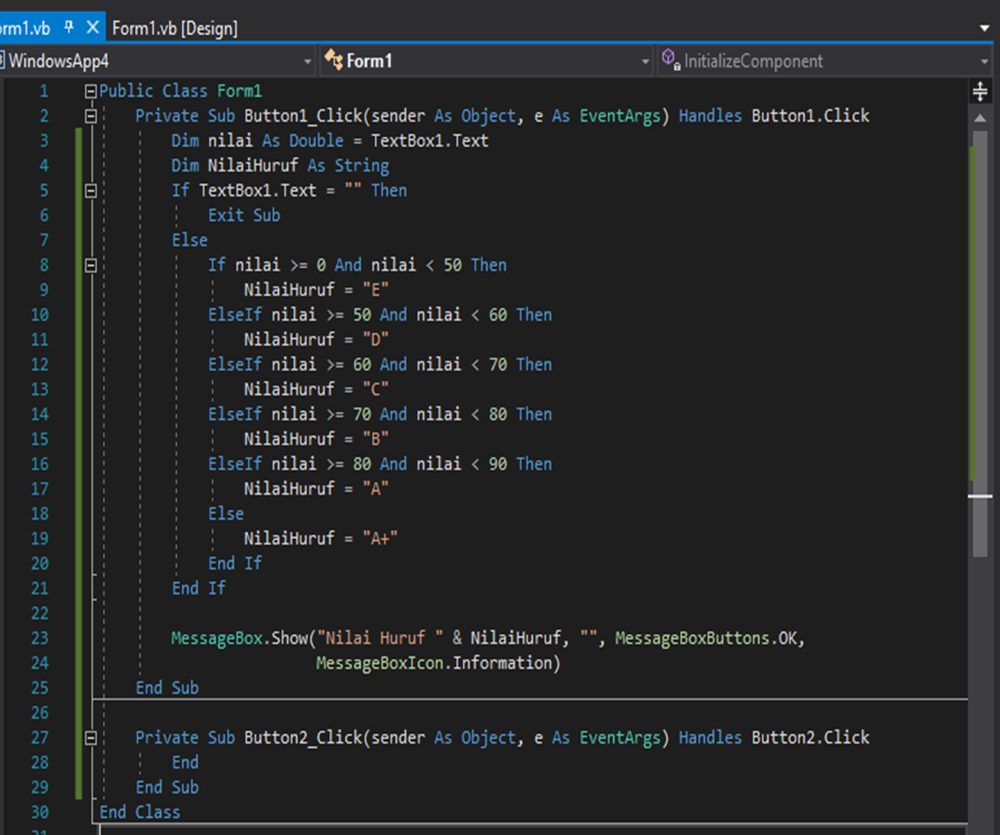 orm1.vb Form1.vb [Design]
WindowsApp4 Form1 InitializeComponent
1 Public Class Form1
2 Private Sub Button1_Click(sender As Object, e As EventArgs) Handles Button1.Click
3 Dim nilai As Double = TextBox1.Text
4 Dim NilaiHuruf As String
5 If TextBox1.Text = "" Then
6 Exit Sub
7 Else
8 If nilai >= 0 And nilai < 50 Then
9 NilaiHuruf = "E"
10 ElseIf nilai >= 50 And nilai < 60 Then
11 NilaiHuruf = "D"
12 ElseIf nilai >= 60 And nilai < 70 Then
13 NilaiHuruf = "C"
14 ElseIf nilai >= 70 And nilai < 80 Then
15 NilaiHuruf = "B"
16 ElseIf nilai >= 80 And nilai < 90 Then
17 NilaiHuruf = "A"
18 Else
19 NilaiHuruf = "A+"
20 End If
21 End If
22
23 MessageBox.Show("Nilai Huruf " & NilaiHuruf, "", MessageBoxButtons.OK,
24 MessageBoxIcon.Information)
25 End Sub
26
27 Private Sub Button2_Click(sender As Object, e As EventArgs) Handles Button2.Click
28 End
29 End Sub
30 End Class